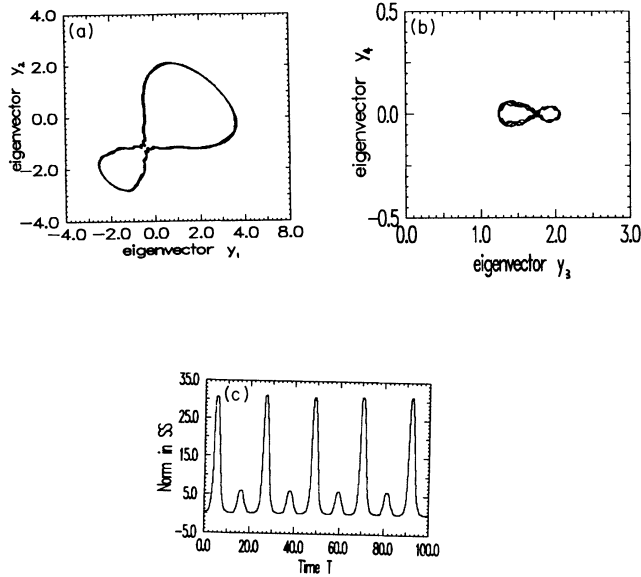 (a)
4.0
2.0
0.0
−2.0
−4.0
eigenvector y₂
−4.0 −2.0 0.0 2.0 4.0 6.0 8.0
eigenvector y₁
(b)
0.5
0.0
−0.5
eigenvector y₄
0.0 1.0 2.0 3.0
eigenvector y₃
(c)
35.0
25.0
15.0
5.0
−5.0
Norm in SS
0.0 20.0 40.0 60.0 80.0 100.0
Time T